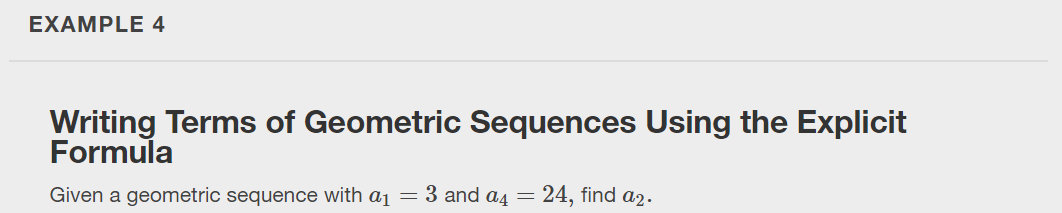 EXAMPLE 4
Writing Terms of Geometric Sequences Using the Explicit
Formula
Given a geometric sequence with a₁ = 3 and a₄ = 24, find a₂.